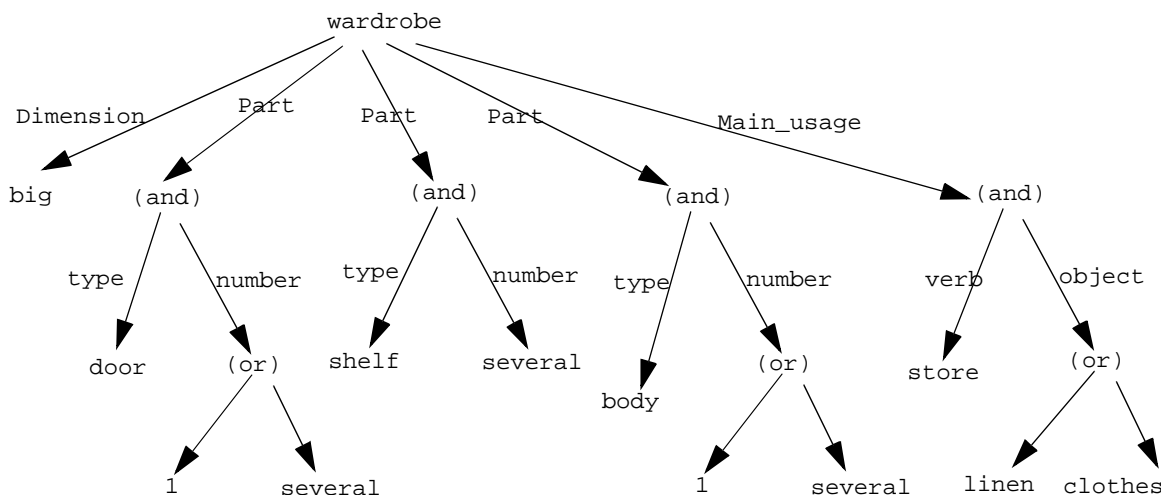 wardrobe
Dimension Part Part Part Main_usage
big (and) (and) (and) (and)
type number type number type number verb object
door (or) shelf several body (or) store (or)
1 several 1 several linen clothes